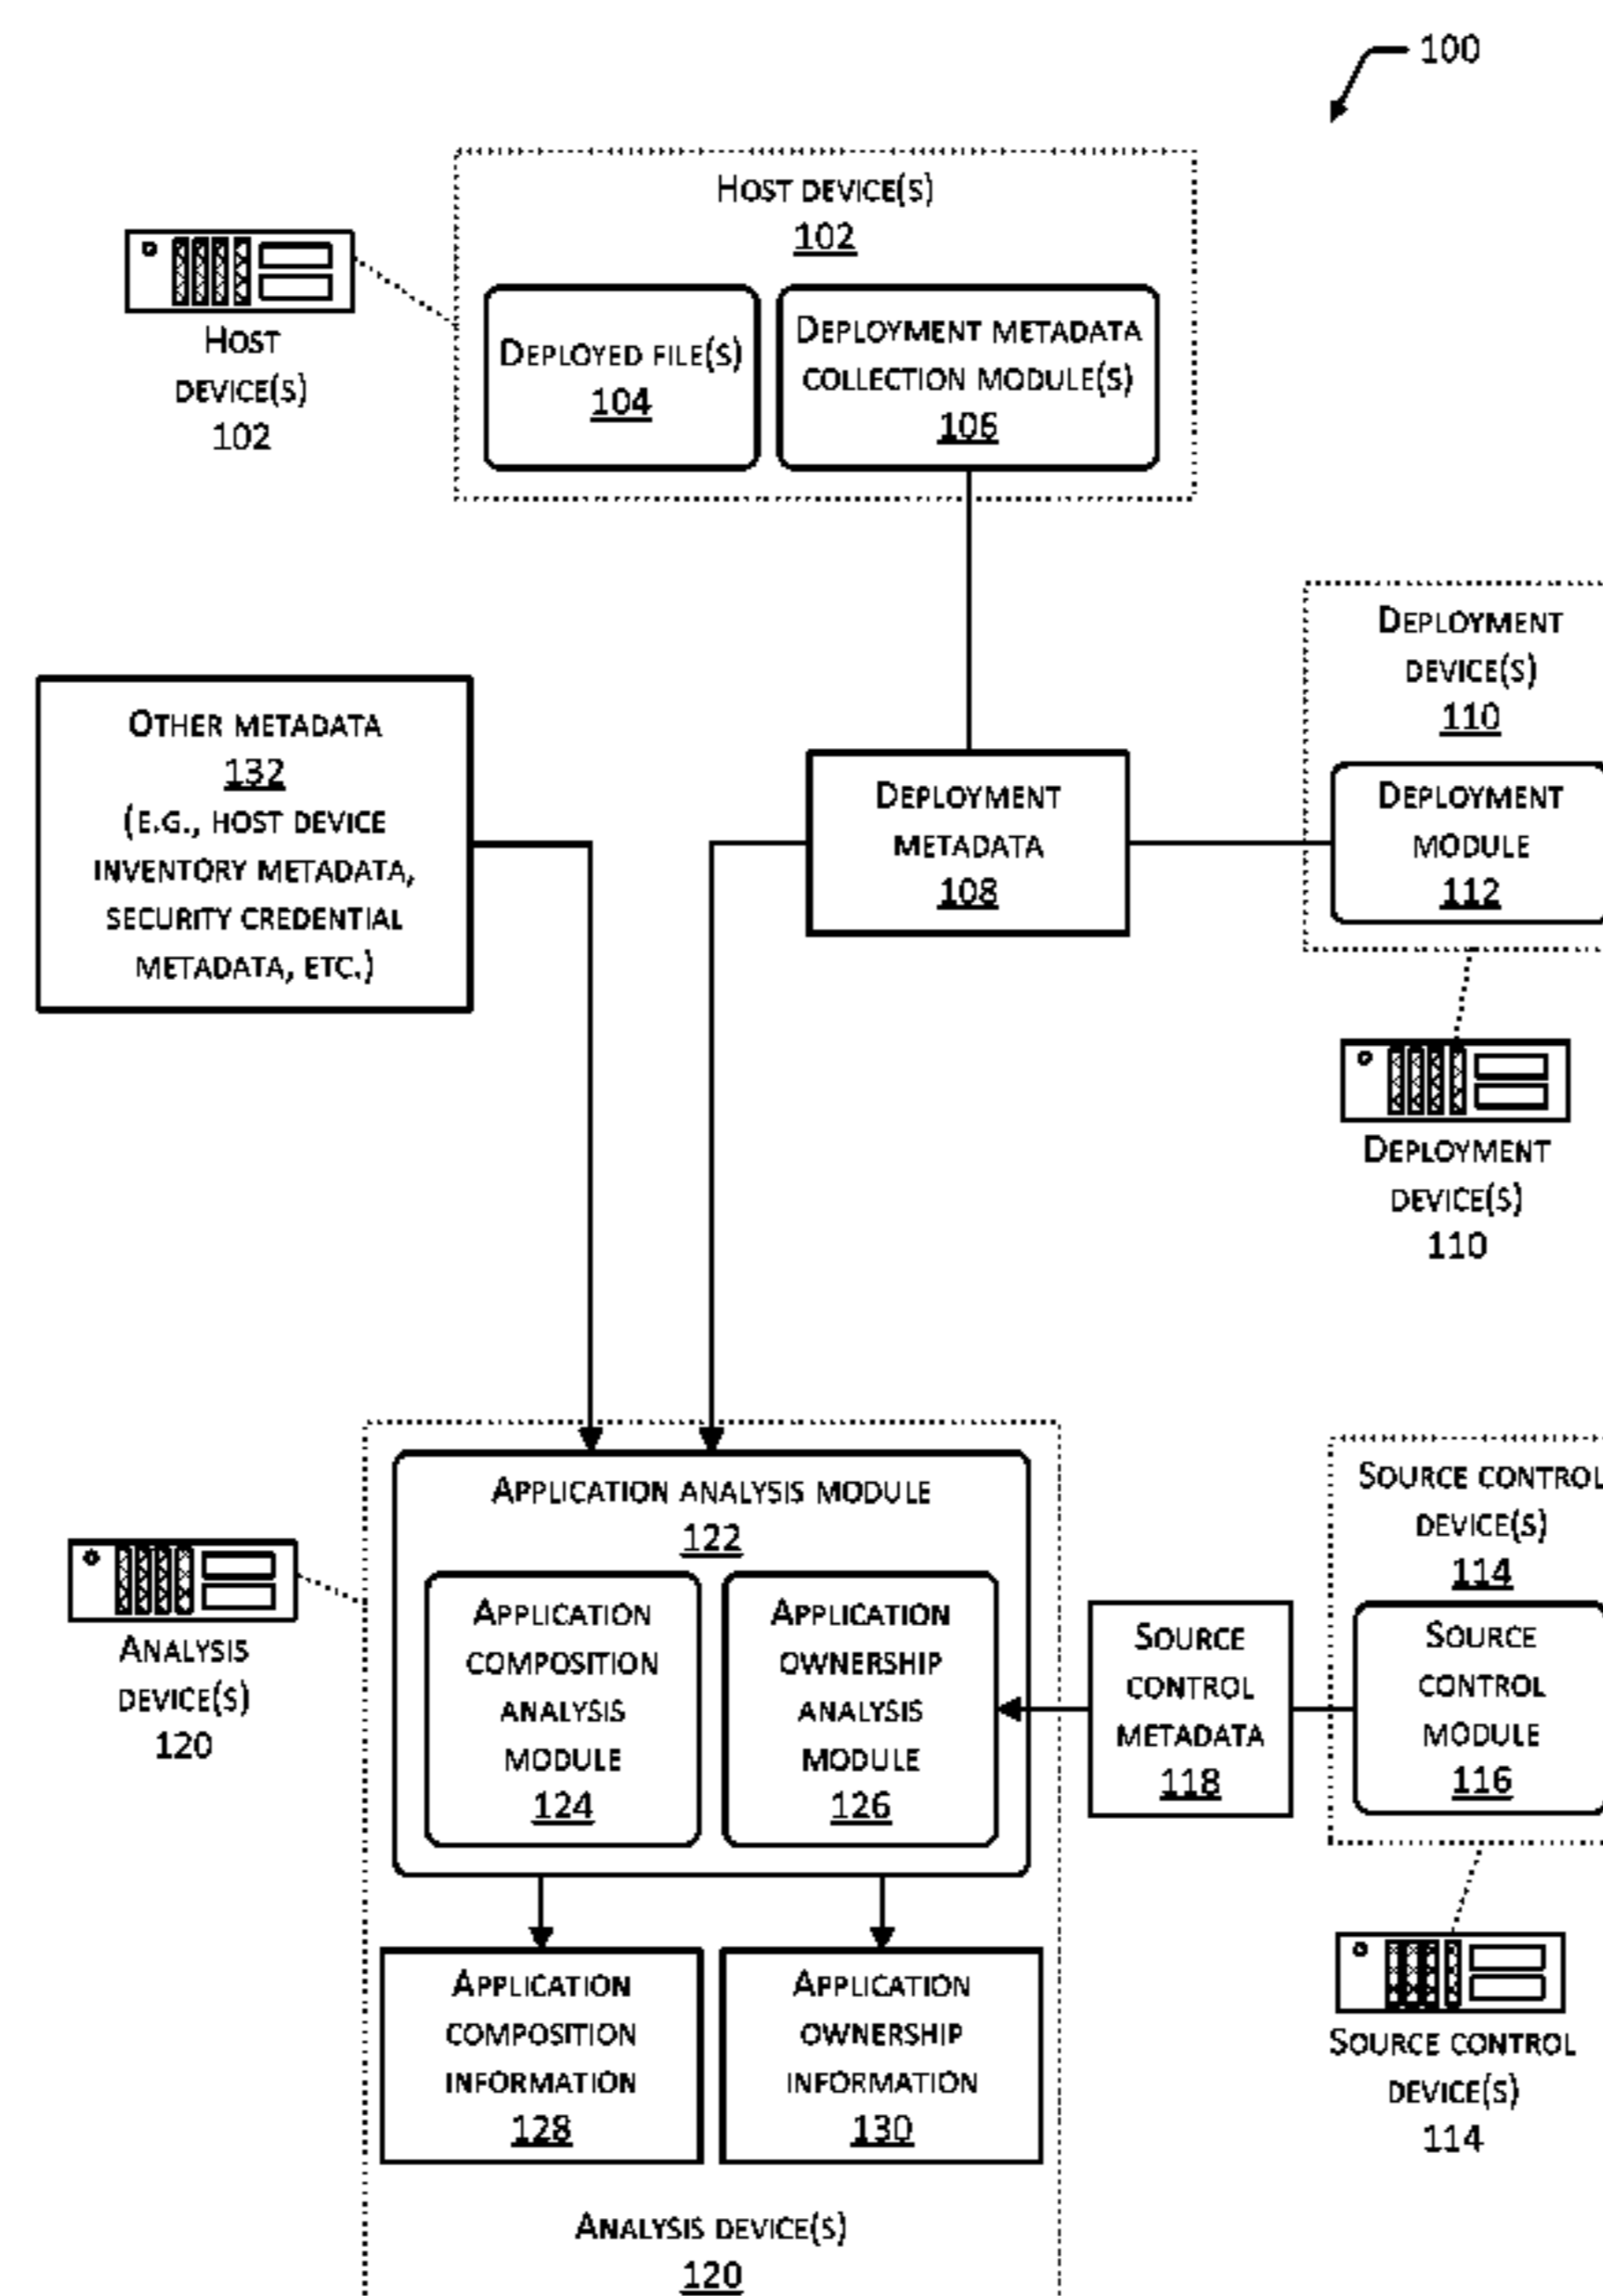 100
Host device(s)
102
Host
device(s)
102
Deployed file(s)
104
Deployment metadata
collection module(s)
106
Deployment
device(s)
110
Other metadata
132
(e.g., host device
inventory metadata,
security credential
metadata, etc.)
Deployment
metadata
108
Deployment
module
112
Deployment
device(s)
110
Application analysis module
122
Source control
device(s)
114
Analysis
device(s)
120
Application
composition
analysis
module
124
Application
ownership
analysis
module
126
Source
control
metadata
118
Source
control
module
116
Application
composition
information
128
Application
ownership
information
130
Source control
device(s)
114
Analysis device(s)
120